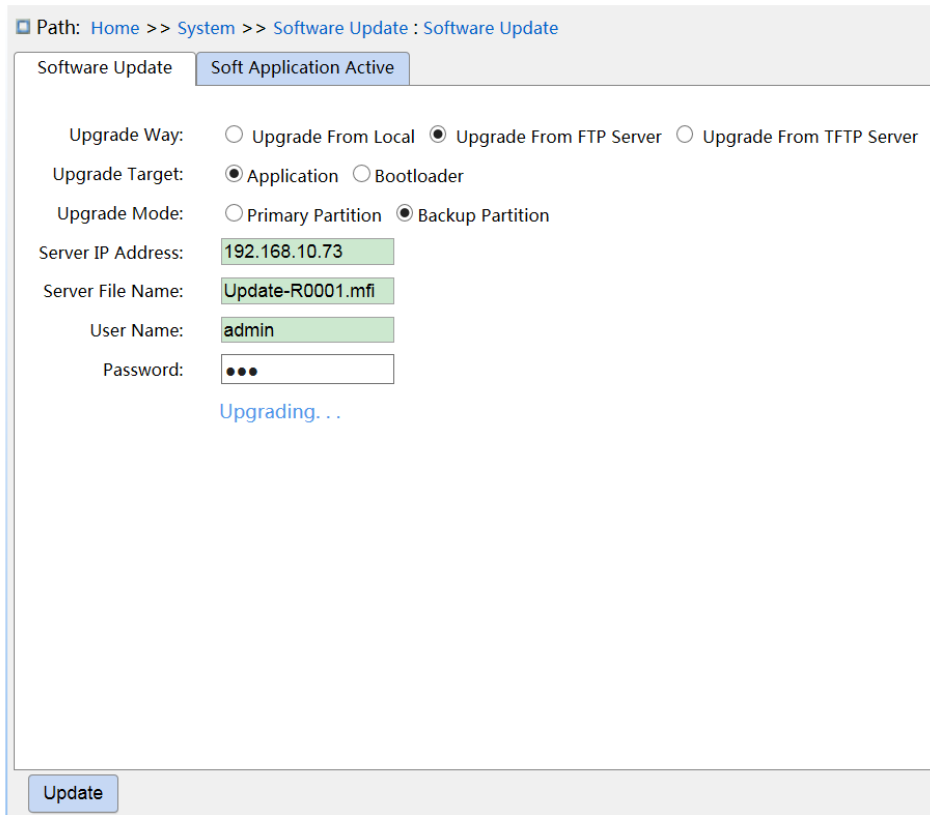 Path: Home >> System >> Software Update : Software Update
Software Update Soft Application Active
Upgrade Way: Upgrade From Local Upgrade From FTP Server Upgrade From TFTP Server
Upgrade Target: Application Bootloader
Upgrade Mode: Primary Partition Backup Partition
Server IP Address: 192.168.10.73
Server File Name: Update-R0001.mfi
User Name: admin
Password: ●●●
Upgrading. . .
Update